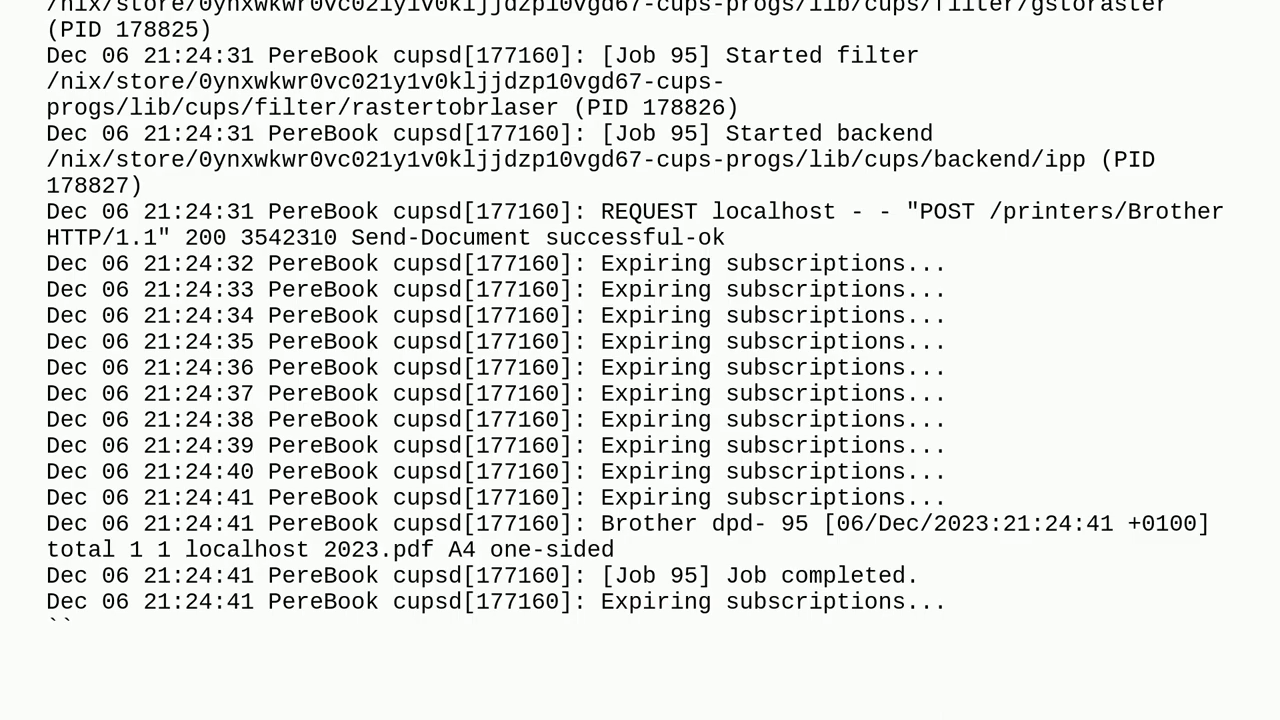 /nix/store/0ynxwkwr0vc021y1v0kljjdzp10vgd67-cups-progs/lib/cups/filter/gstoraster
(PID 178825)
Dec 06 21:24:31 PereBook cupsd[177160]: [Job 95] Started filter
/nix/store/0ynxwkwr0vc021y1v0kljjdzp10vgd67-cups-
progs/lib/cups/filter/rastertobrlaser (PID 178826)
Dec 06 21:24:31 PereBook cupsd[177160]: [Job 95] Started backend
/nix/store/0ynxwkwr0vc021y1v0kljjdzp10vgd67-cups-progs/lib/cups/backend/ipp (PID
178827)
Dec 06 21:24:31 PereBook cupsd[177160]: REQUEST localhost - - "POST /printers/Brother
HTTP/1.1" 200 3542310 Send-Document successful-ok
Dec 06 21:24:32 PereBook cupsd[177160]: Expiring subscriptions...
Dec 06 21:24:33 PereBook cupsd[177160]: Expiring subscriptions...
Dec 06 21:24:34 PereBook cupsd[177160]: Expiring subscriptions...
Dec 06 21:24:35 PereBook cupsd[177160]: Expiring subscriptions...
Dec 06 21:24:36 PereBook cupsd[177160]: Expiring subscriptions...
Dec 06 21:24:37 PereBook cupsd[177160]: Expiring subscriptions...
Dec 06 21:24:38 PereBook cupsd[177160]: Expiring subscriptions...
Dec 06 21:24:39 PereBook cupsd[177160]: Expiring subscriptions...
Dec 06 21:24:40 PereBook cupsd[177160]: Expiring subscriptions...
Dec 06 21:24:41 PereBook cupsd[177160]: Expiring subscriptions...
Dec 06 21:24:41 PereBook cupsd[177160]: Brother dpd- 95 [06/Dec/2023:21:24:41 +0100]
total 1 1 localhost 2023.pdf A4 one-sided
Dec 06 21:24:41 PereBook cupsd[177160]: [Job 95] Job completed.
Dec 06 21:24:41 PereBook cupsd[177160]: Expiring subscriptions...
``